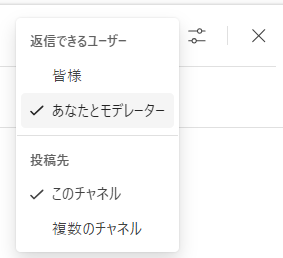 返信できるユーザー
皆様
あなたとモデレーター
投稿先
このチャネル
複数のチャネル